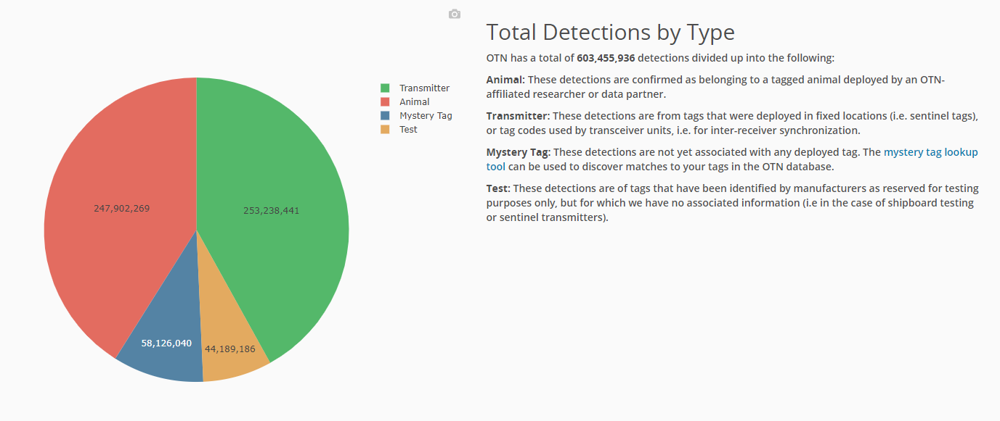 Total Detections by Type
OTN has a total of 603,455,936 detections divided up into the following:
Animal: These detections are confirmed as belonging to a tagged animal deployed by an OTN-
affiliated researcher or data partner.
Transmitter: These detections are from tags that were deployed in fixed locations (i.e. sentinel tags),
or tag codes used by transceiver units, i.e. for inter-receiver synchronization.
Mystery Tag: These detections are not yet associated with any deployed tag. The mystery tag lookup
tool can be used to discover matches to your tags in the OTN database.
Test: These detections are of tags that have been identified by manufacturers as reserved for testing
purposes only, but for which we have no associated information (i.e in the case of shipboard testing
or sentinel transmitters).
Transmitter
Animal
Mystery Tag
Test
247,902,269
253,238,441
58,126,040
44,189,186